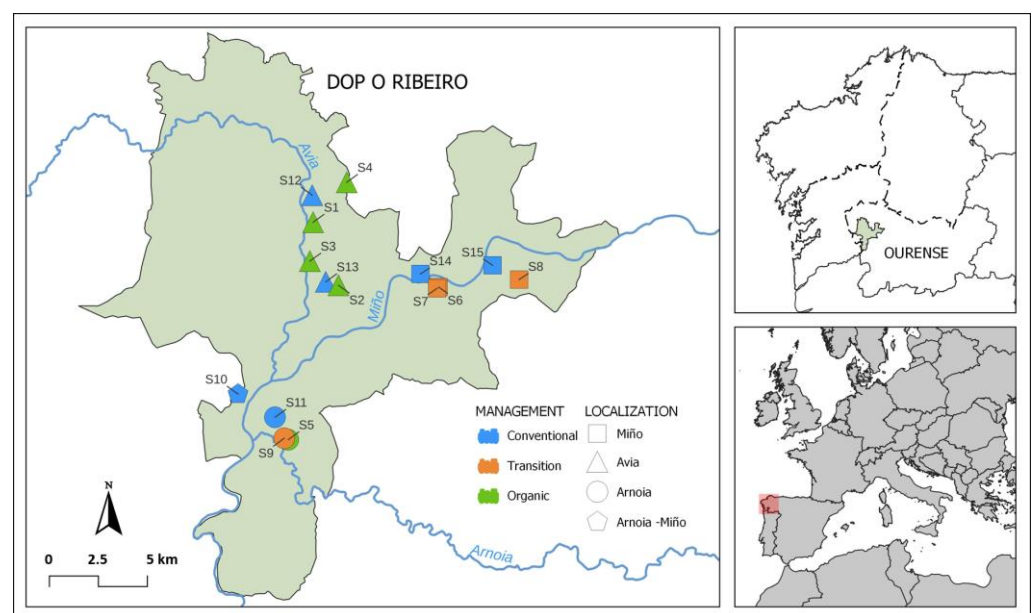 DOP O RIBEIRO
Avia
S4
S12
S1
S3
S13
S2
S14
S15
S8
S7
S6
Miño
S10
S11
S5
S9
MANAGEMENT
Conventional
Transition
Organic
LOCALIZATION
Miño
Avia
Arnoia
Arnoia -Miño
N
0 2.5 5 km
Arnoia
OURENSE